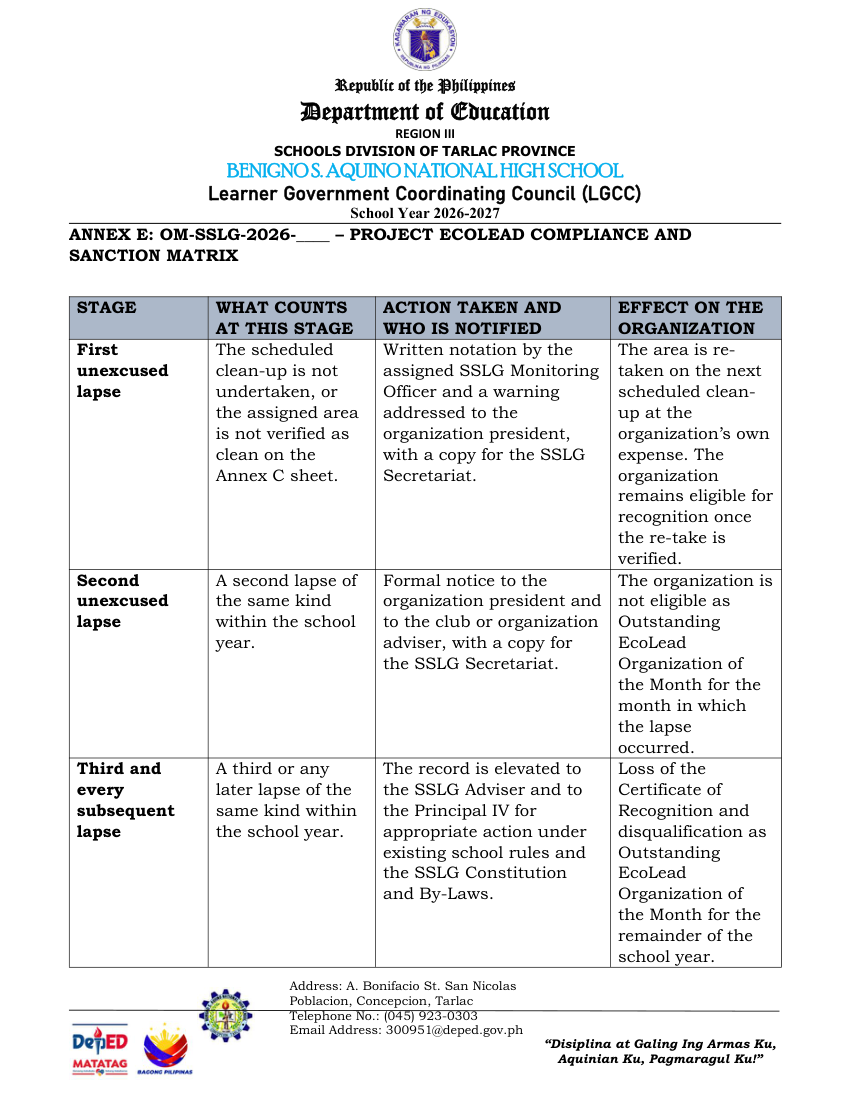 KAGAWARAN NG EDUKASYON
REPUBLIKA NG PILIPINAS
Republic of the Philippines
Department of Education
REGION III
SCHOOLS DIVISION OF TARLAC PROVINCE
BENIGNO S. AQUINO NATIONAL HIGH SCHOOL
Learner Government Coordinating Council (LGCC)
School Year 2026-2027
ANNEX E: OM-SSLG-2026-____ – PROJECT ECOLEAD COMPLIANCE AND
SANCTION MATRIX
STAGE
WHAT COUNTS
AT THIS STAGE
ACTION TAKEN AND
WHO IS NOTIFIED
EFFECT ON THE
ORGANIZATION
First
unexcused
lapse
The scheduled
clean-up is not
undertaken, or
the assigned area
is not verified as
clean on the
Annex C sheet.
Written notation by the
assigned SSLG Monitoring
Officer and a warning
addressed to the
organization president,
with a copy for the SSLG
Secretariat.
The area is re-
taken on the next
scheduled clean-
up at the
organization’s own
expense. The
organization
remains eligible for
recognition once
the re-take is
verified.
Second
unexcused
lapse
A second lapse of
the same kind
within the school
year.
Formal notice to the
organization president and
to the club or organization
adviser, with a copy for
the SSLG Secretariat.
The organization is
not eligible as
Outstanding
EcoLead
Organization of
the Month for the
month in which
the lapse
occurred.
Third and
every
subsequent
lapse
A third or any
later lapse of the
same kind within
the school year.
The record is elevated to
the SSLG Adviser and to
the Principal IV for
appropriate action under
existing school rules and
the SSLG Constitution
and By-Laws.
Loss of the
Certificate of
Recognition and
disqualification as
Outstanding
EcoLead
Organization of
the Month for the
remainder of the
school year.
Address: A. Bonifacio St. San Nicolas
Poblacion, Concepcion, Tarlac
Telephone No.: (045) 923-0303
Email Address: 300951@deped.gov.ph
DepED
MATATAG
BAGONG PILIPINAS
“Disiplina at Galing Ing Armas Ku,
Aquinian Ku, Pagmaragul Ku!”